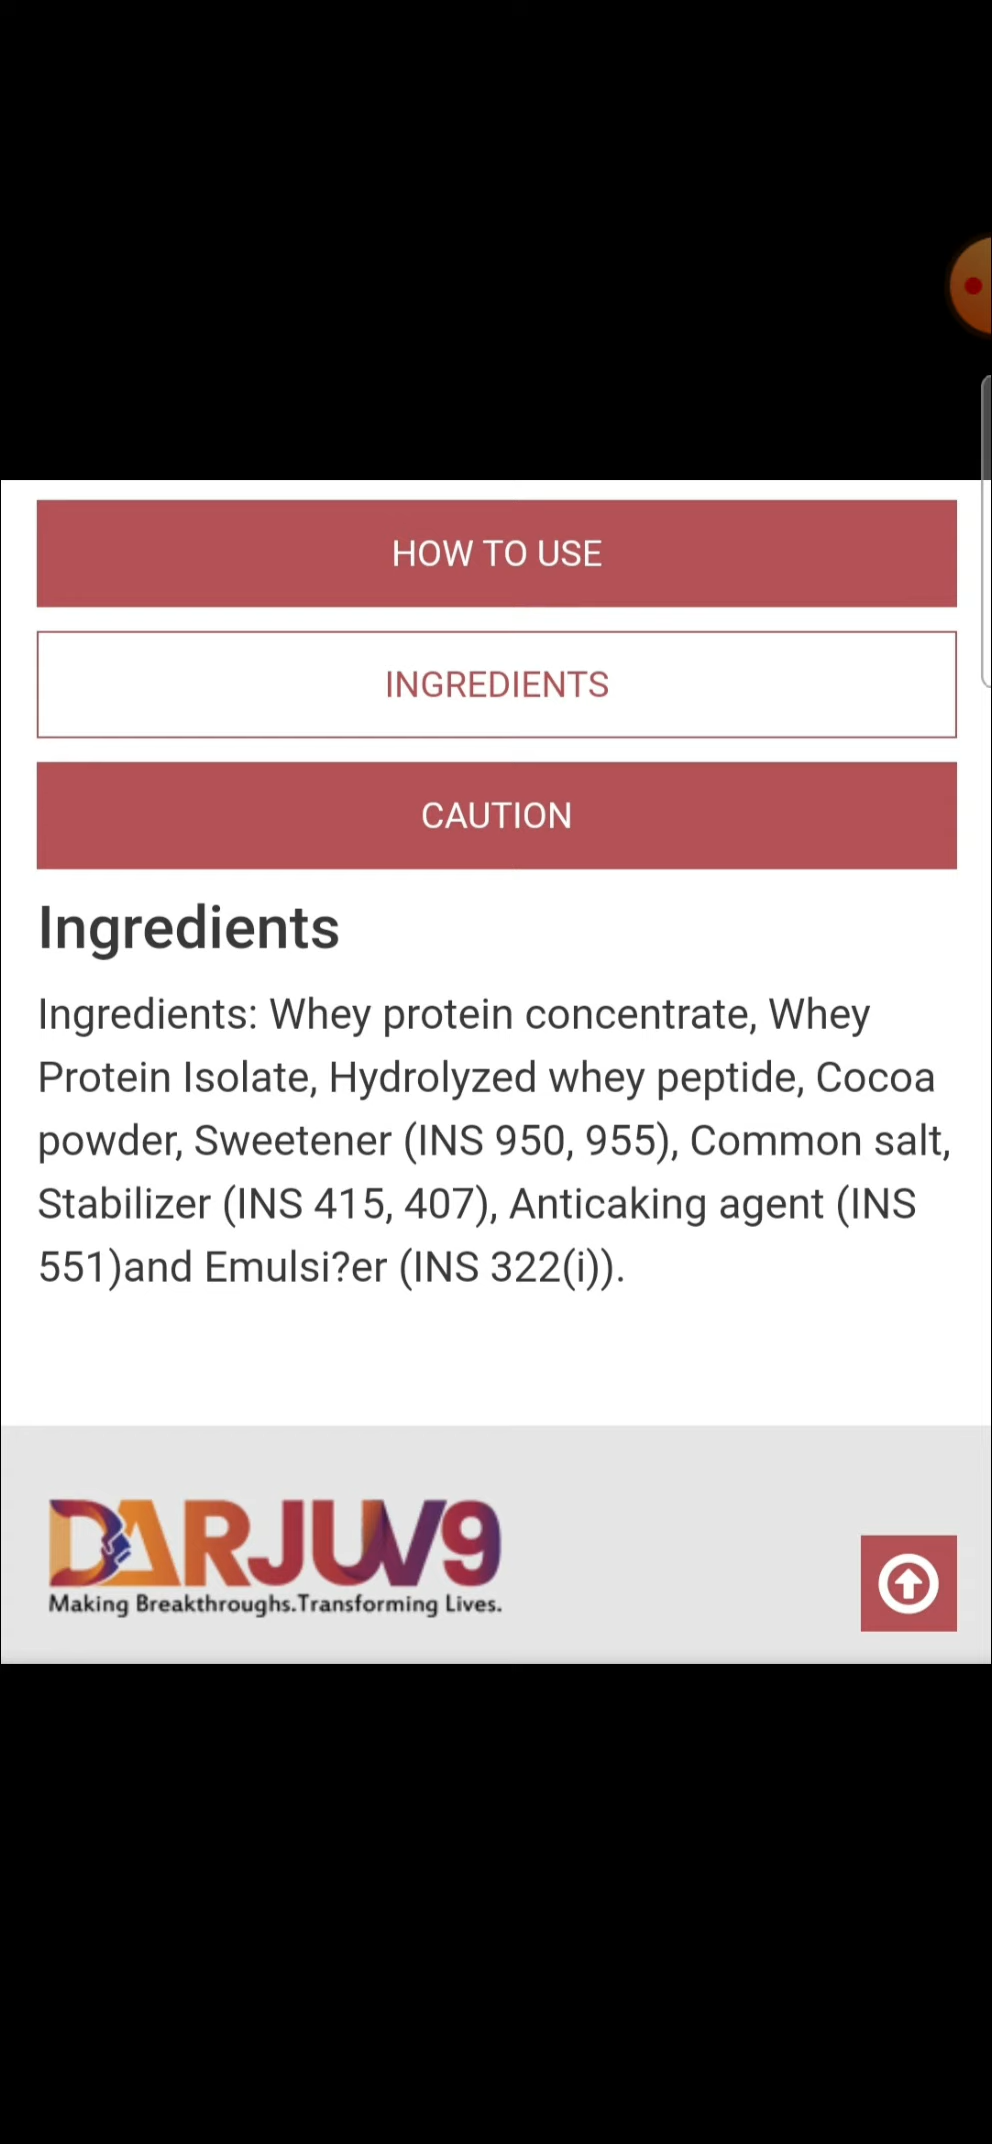 HOW TO USE
INGREDIENTS
CAUTION
Ingredients
Ingredients: Whey protein concentrate, Whey
Protein Isolate, Hydrolyzed whey peptide, Cocoa
powder, Sweetener (INS 950, 955), Common salt,
Stabilizer (INS 415, 407), Anticaking agent (INS
551)and Emulsi?er (INS 322(i)).
DARJUV9
Making Breakthroughs.Transforming Lives.